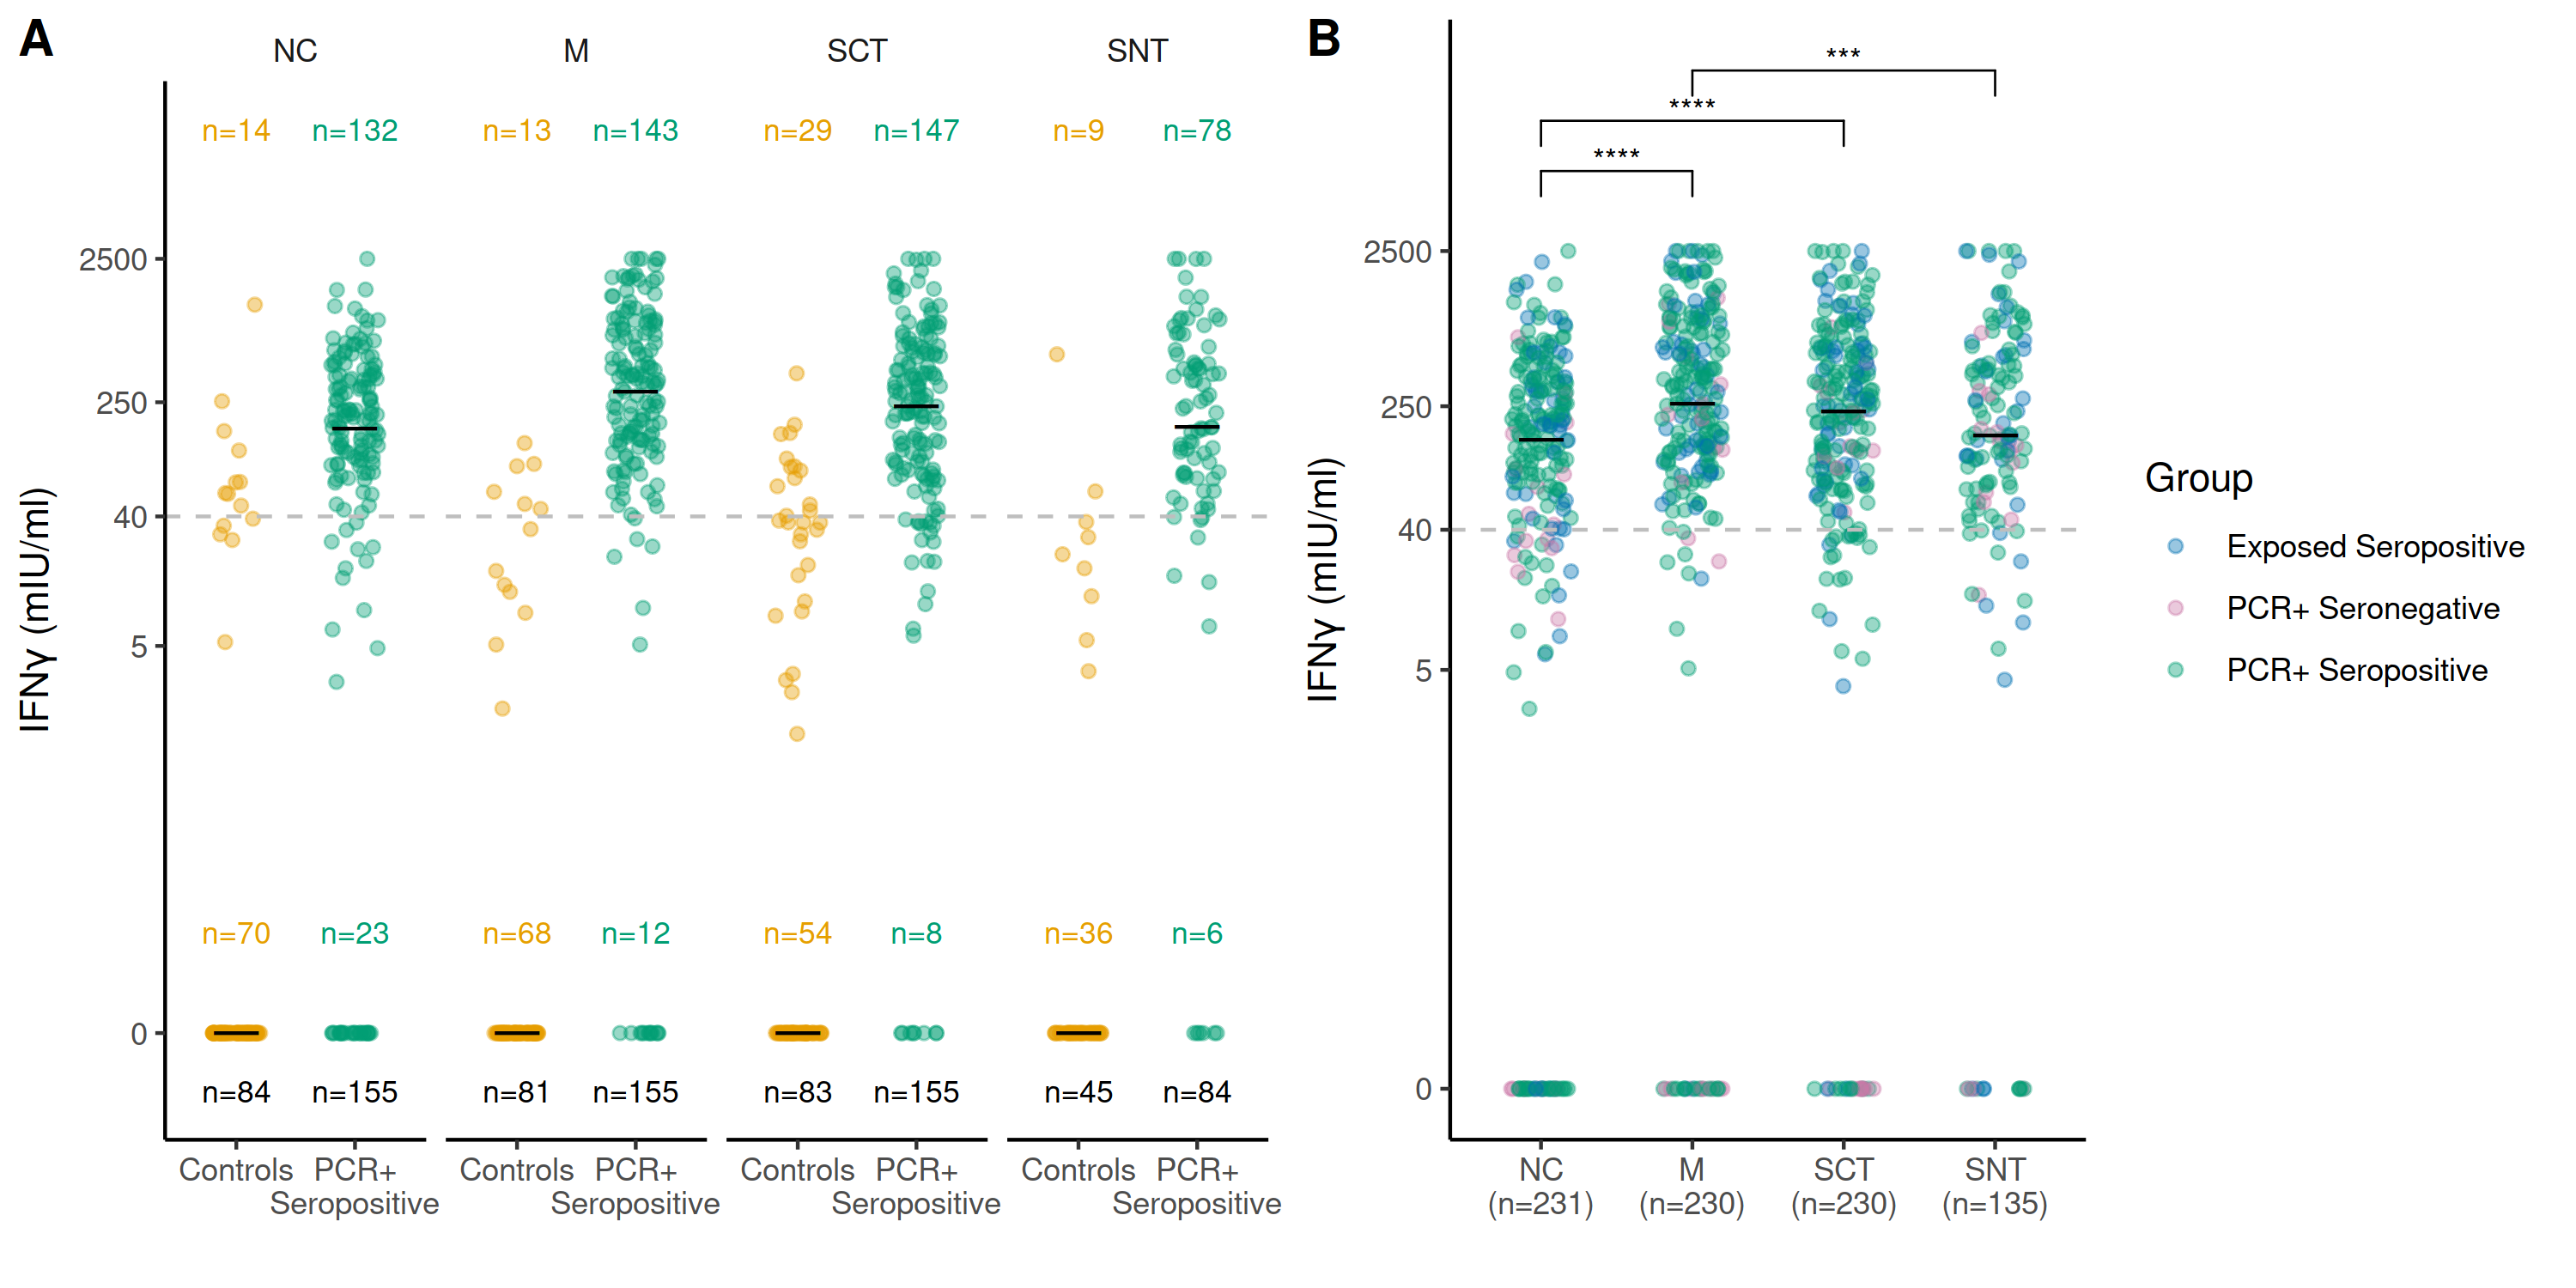 A
NC M SCT SNT
n=14 n=132 n=13 n=143 n=29 n=147 n=9 n=78
2500
250
40
5
0
IFNγ (mIU/ml)
n=70 n=23 n=68 n=12 n=54 n=8 n=36 n=6
n=84 n=155 n=81 n=155 n=83 n=155 n=45 n=84
Controls PCR+ Controls PCR+ Controls PCR+ Controls PCR+
Seropositive Seropositive Seropositive Seropositive
B
***
****
****
2500
250
40
5
0
IFNγ (mIU/ml)
NC M SCT SNT
(n=231) (n=230) (n=230) (n=135)
Group
Exposed Seropositive
PCR+ Seronegative
PCR+ Seropositive